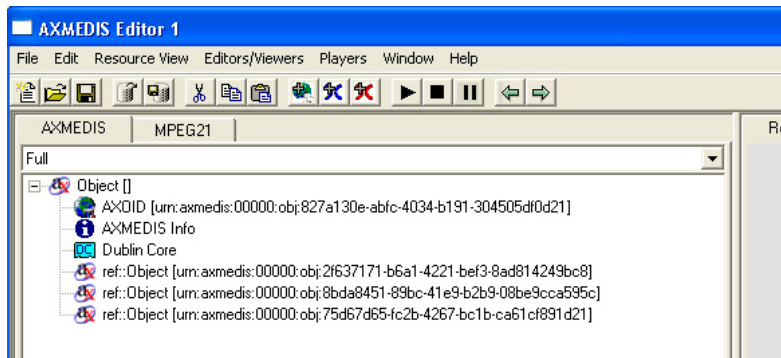 AXMEDIS Editor 1
File Edit Resource View Editors/Viewers Players Window Help
AXMEDIS MPEG21
Full
Object []
AXOID [urn:axmedis:00000:obj:827a130e-abfc-4034-b191-304505df0d21]
AXMEDIS Info
DC Dublin Core
ref::Object [urn:axmedis:00000:obj:2f637171-b6a1-4221-bef3-8ad814249bc8]
ref::Object [urn:axmedis:00000:obj:8bda8451-89bc-41e9-b2b9-08be9cca595c]
ref::Object [urn:axmedis:00000:obj:75d67d65-fc2b-4267-bc1b-ca61cf891d21]